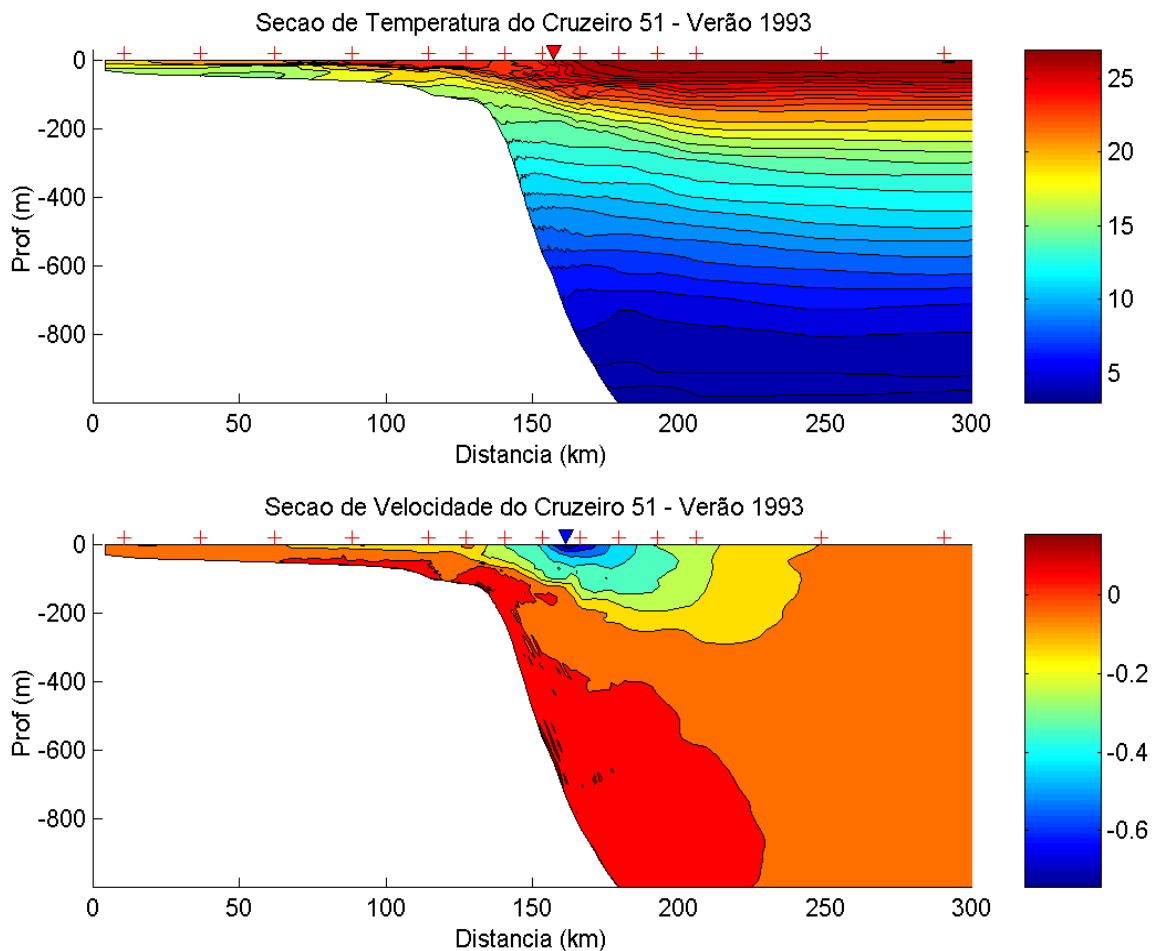 Secao de Temperatura do Cruzeiro 51 - Verão 1993
0
-200
-400
-600
-800
Prof (m)
0 50 100 150 200 250 300
Distancia (km)
25
20
15
10
5
Secao de Velocidade do Cruzeiro 51 - Verão 1993
0
-200
-400
-600
-800
Prof (m)
0 50 100 150 200 250 300
Distancia (km)
0
-0.2
-0.4
-0.6